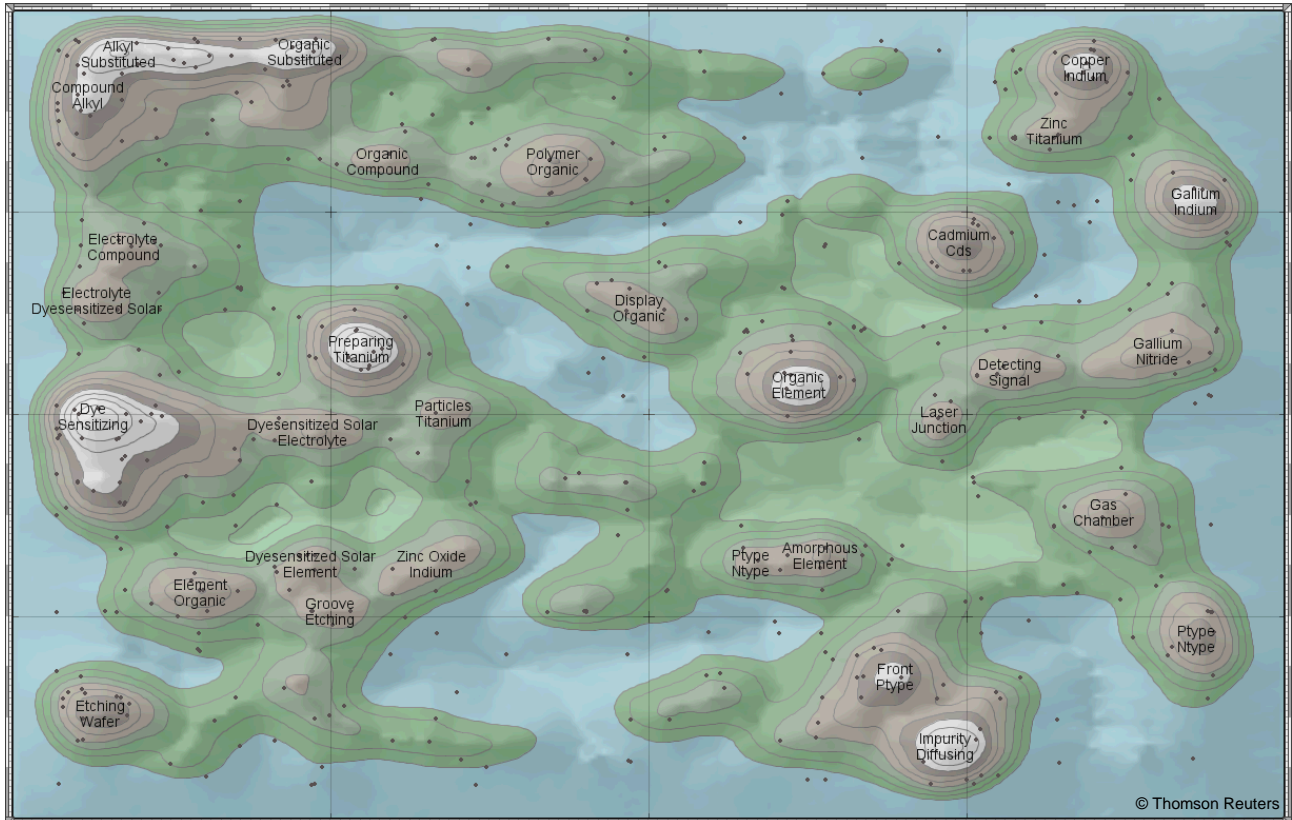 Alkyl
Substituted
Organic
Substituted
Compound
Alkyl
Copper
Indium
Zinc
Titanium
Organic
Compound
Polymer
Organic
Gallium
Indium
Electrolyte
Compound
Cadmium
Cds
Electrolyte
Dyesensitized Solar
Display
Organic
Preparing
Titanium
Gallium
Nitride
Organic
Element
Detecting
Signal
Dye
Sensitizing
Dyesensitized Solar
Electrolyte
Particles
Titanium
Laser
Junction
Gas
Chamber
Dyesensitized Solar
Element
Zinc Oxide
Indium
Ptype
Ntype
Amorphous
Element
Element
Organic
Groove
Etching
Ptype
Ntype
Front
Ptype
Etching
Wafer
Impurity
Diffusing
© Thomson Reuters